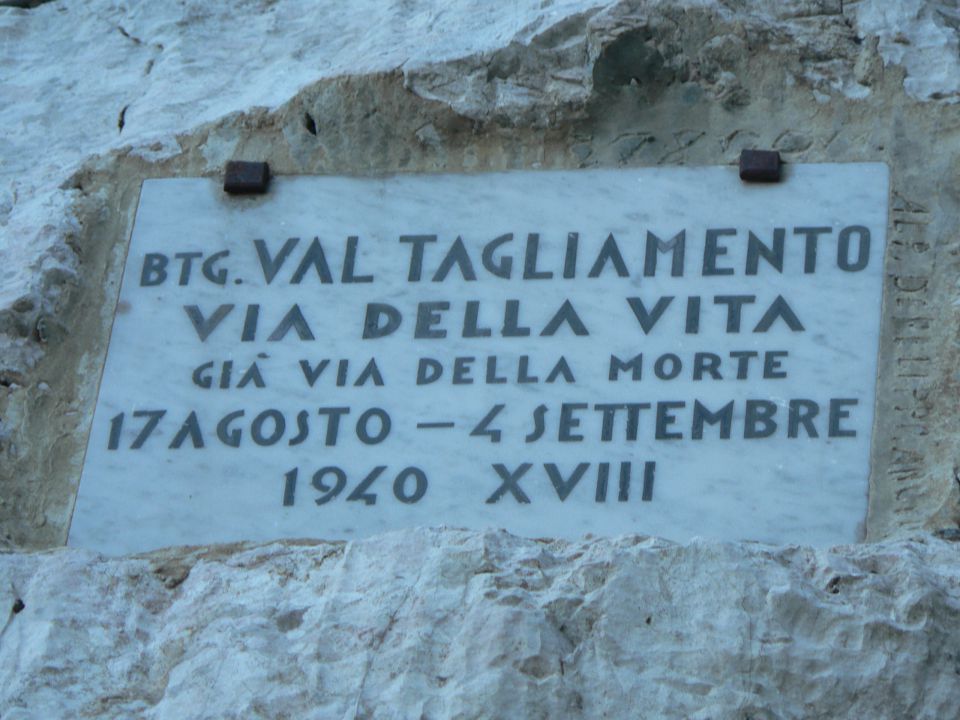 BTG. VAL TAGLIAMENTO
VIA DELLA VITA
GIÀ VIA DELLA MORTE
17 AGOSTO – 4 SETTEMBRE
1940 XVIII